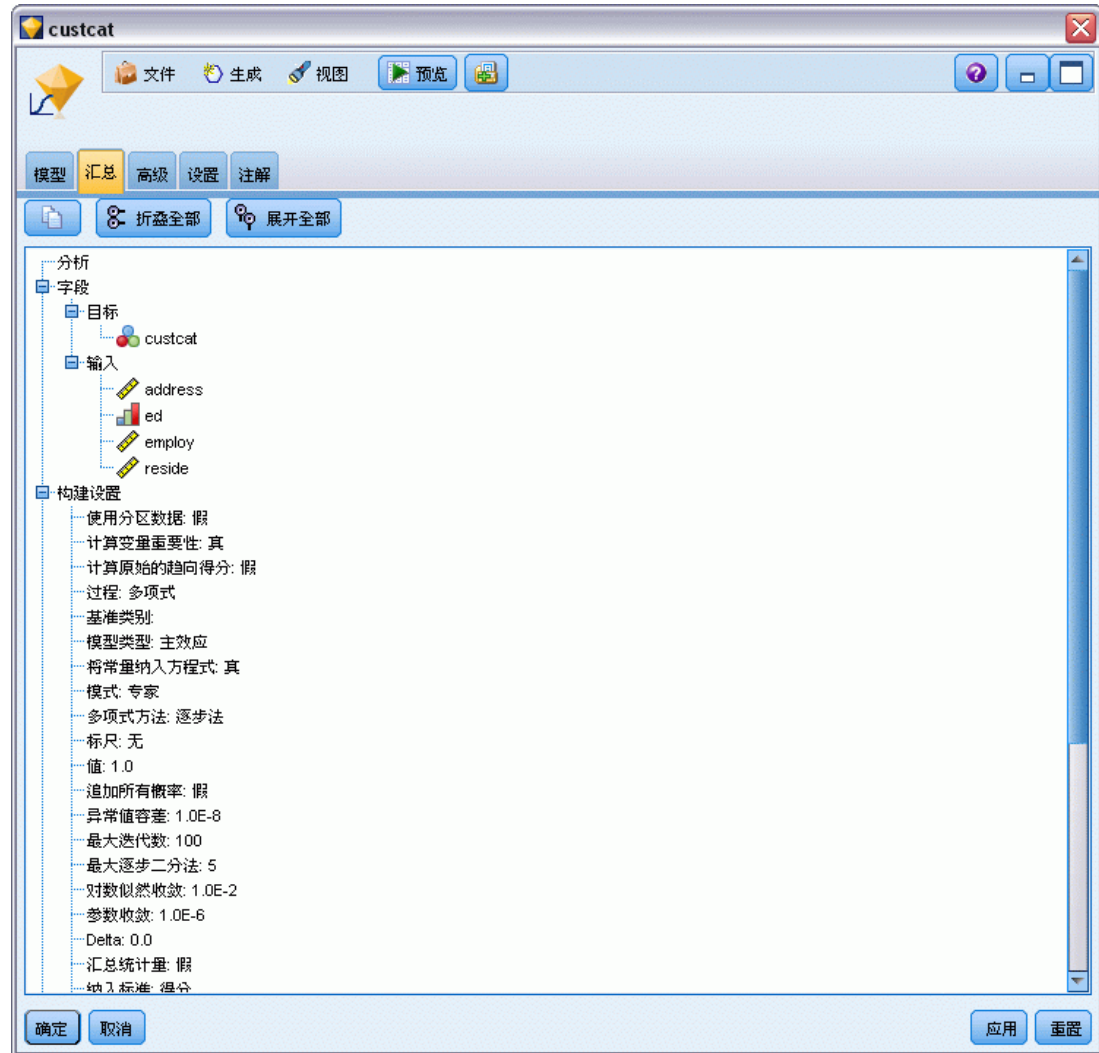 custcat
文件 生成 视图 预览
模型 汇总 高级 设置 注解
折叠全部 展开全部
分析
字段
目标
custcat
输入
address
ed
employ
reside
构建设置
使用分区数据: 假
计算变量重要性: 真
计算原始的趋向得分: 假
过程: 多项式
基准类别:
模型类型: 主效应
将常量纳入方程式: 真
模式: 专家
多项式方法: 逐步法
标尺: 无
值: 1.0
追加所有概率: 假
异常值容差: 1.0E-8
最大迭代数: 100
最大逐步二分法: 5
对数似然收敛: 1.0E-2
参数收敛: 1.0E-6
Delta: 0.0
汇总统计量: 假
纳入标准: 得分
确定 取消 应用 重置